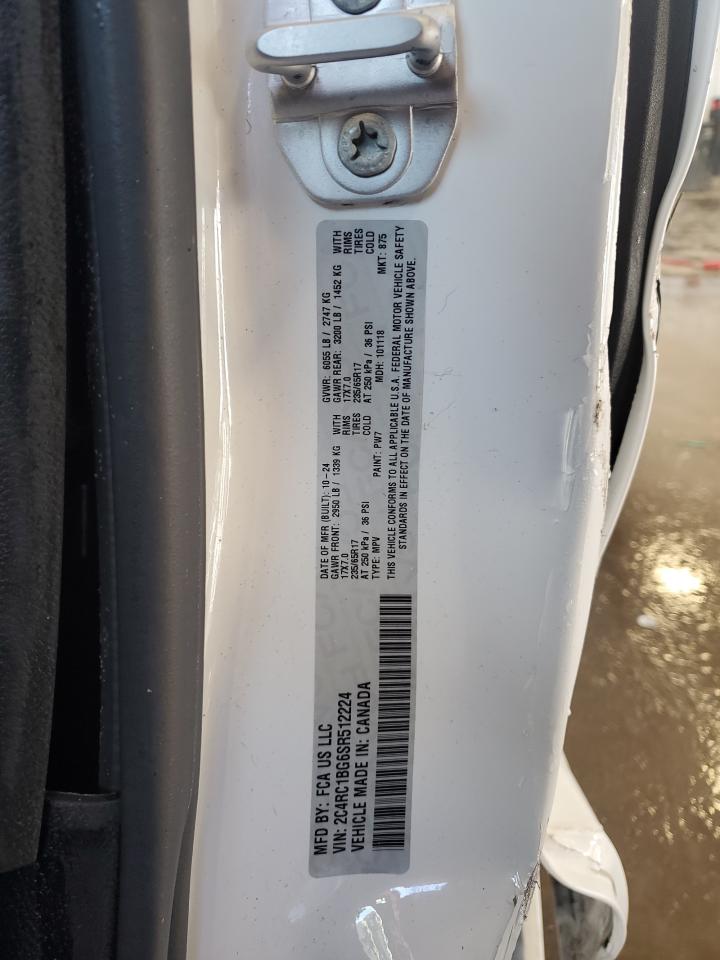 MFD BY: FCA US LLC
VIN: 2C4RC1BG6SR512224
VEHICLE MADE IN: CANADA
DATE OF MFR (BUILT): 10-24 GVWR: 6055 LB / 2747 KG
GAWR FRONT: 2950 LB / 1339 KG WITH GAWR REAR: 3200 LB / 1452 KG WITH
17X7.0 RIMS 17X7.0 RIMS
235/65R17 TIRES 235/65R17 TIRES
AT 250 kPa / 36 PSI COLD AT 250 kPa / 36 PSI COLD
TYPE: MPV PAINT: PW7 MDH: 101118 MKT: 875
THIS VEHICLE CONFORMS TO ALL APPLICABLE U.S.A. FEDERAL MOTOR VEHICLE SAFETY
STANDARDS IN EFFECT ON THE DATE OF MANUFACTURE SHOWN ABOVE.